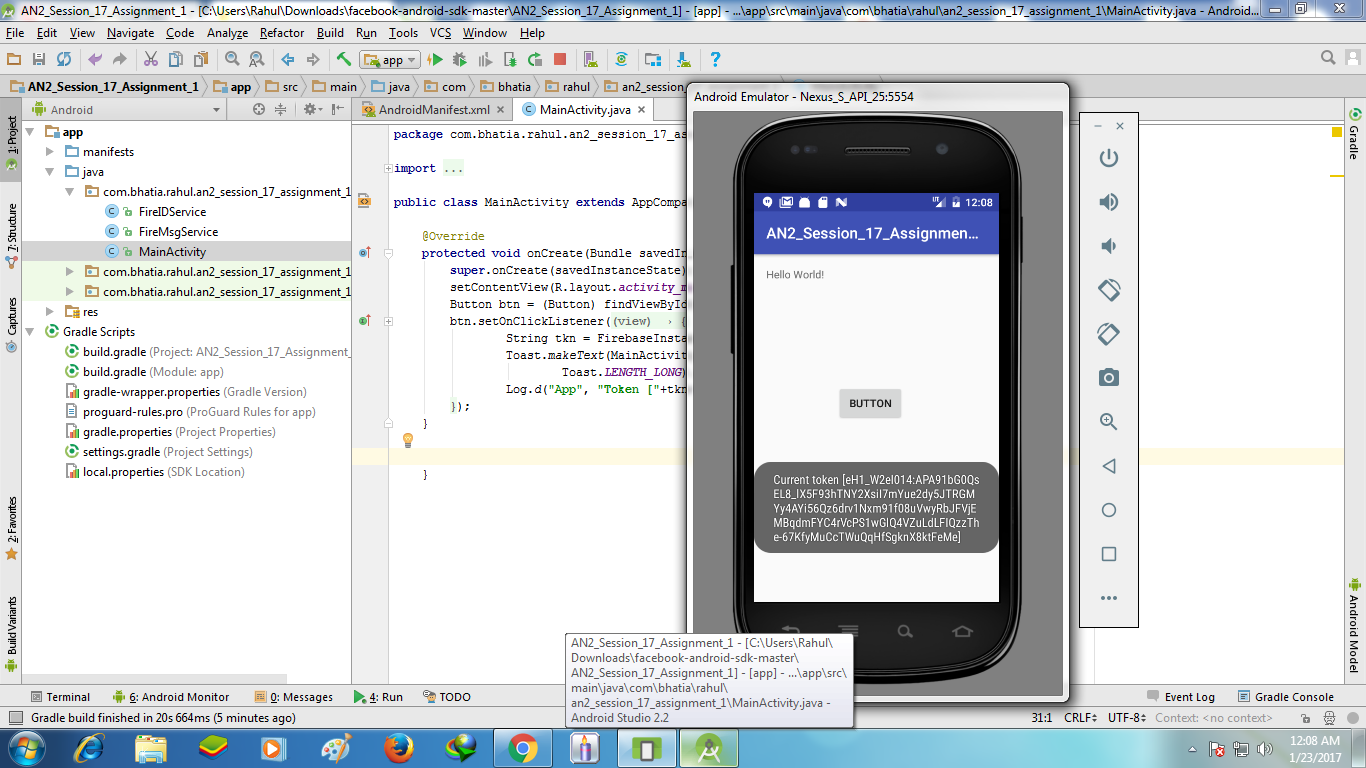 AN2_Session_17_Assignment_1 - [C:\Users\Rahul\Downloads\facebook-android-sdk-master\AN2_Session_17_Assignment_1] - [app] - ...\app\src\main\java\com\bhatia\rahul\an2_session_17_assignment_1\MainActivity.java - Android...
File Edit View Navigate Code Analyze Refactor Build Run Tools VCS Window Help
app
AN2_Session_17_Assignment_1 app src main java com bhatia rahul an2_session
Android
AndroidManifest.xml MainActivity.java
1: Project
7: Structure
Captures
2: Favorites
Build Variants
app
manifests
java
com.bhatia.rahul.an2_session_17_assignment_1
FireIDService
FireMsgService
MainActivity
com.bhatia.rahul.an2_session_17_assignment_1
com.bhatia.rahul.an2_session_17_assignment_1
res
Gradle Scripts
build.gradle (Project: AN2_Session_17_Assignment_
build.gradle (Module: app)
gradle-wrapper.properties (Gradle Version)
proguard-rules.pro (ProGuard Rules for app)
gradle.properties (Project Properties)
settings.gradle (Project Settings)
local.properties (SDK Location)
package com.bhatia.rahul.an2_session_17_as
import ...
public class MainActivity extends AppCompa
@Override
protected void onCreate(Bundle savedIn
super.onCreate(savedInstanceState)
setContentView(R.layout.activity_m
Button btn = (Button) findViewById
btn.setOnClickListener((view) → {
String tkn = FirebaseInsta
Toast.makeText(MainActivit
Toast.LENGTH_LONG)
Log.d("App", "Token ["+tkn
});
}
}
Android Emulator - Nexus_S_API_25:5554
12:08
AN2_Session_17_Assignmen...
Hello World!
BUTTON
Current token [eH1_W2eI014:APA91bG0Qs
EL8_lX5F93hTNY2XsiI7mYue2dy5JTRGM
Yy4AYi56Qz6drv1Nxm91f08uVwyRbJFVjE
MBqdmFYC4rVcPS1wGlQ4VZuLdLFIQzzTh
e-67KfyMuCcTWuQqHfSgknX8ktFeMe]
Gradle
Android Model
AN2_Session_17_Assignment_1 - [C:\Users\Rahul\
Downloads\facebook-android-sdk-master\
AN2_Session_17_Assignment_1] - [app] - ...\app\src\
main\java\com\bhatia\rahul\
an2_session_17_assignment_1\MainActivity.java -
Android Studio 2.2
Terminal 6: Android Monitor 0: Messages 4: Run TODO Event Log Gradle Console
Gradle build finished in 20s 664ms (5 minutes ago) 31:1 CRLF UTF-8 Context: <no context>
12:08 AM
1/23/2017